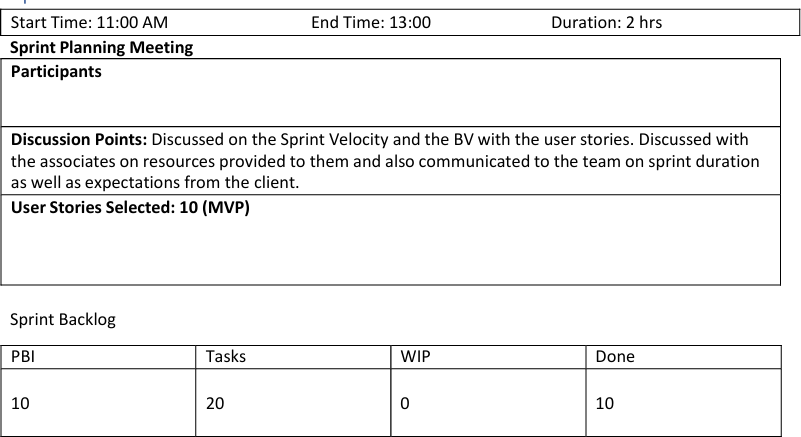 Start Time: 11:00 AM End Time: 13:00 Duration: 2 hrs
Sprint Planning Meeting
Participants
Discussion Points: Discussed on the Sprint Velocity and the BV with the user stories. Discussed with
the associates on resources provided to them and also communicated to the team on sprint duration
as well as expectations from the client.
User Stories Selected: 10 (MVP)
Sprint Backlog
PBI Tasks WIP Done
10 20 0 10